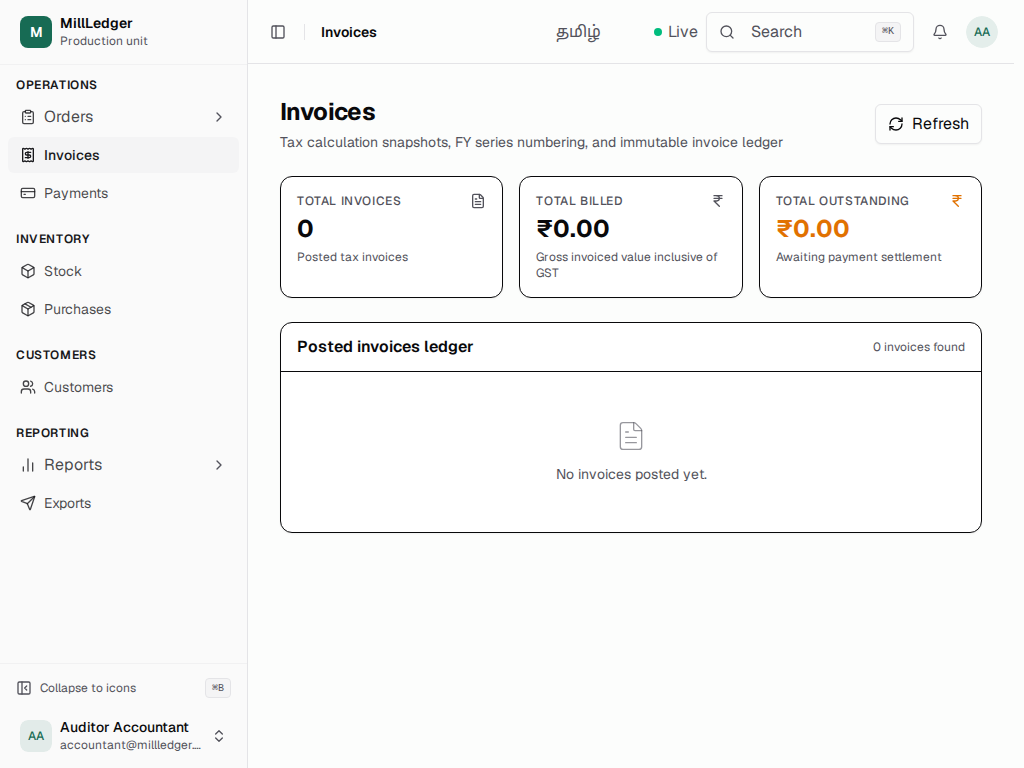 M
MillLedger
Production unit
OPERATIONS
Orders
Invoices
Payments
INVENTORY
Stock
Purchases
CUSTOMERS
Customers
REPORTING
Reports
Exports
Collapse to icons
⌘B
AA
Auditor Accountant
accountant@millledger....
Invoices
தமிழ்
Live
Search
⌘K
AA
Invoices
Tax calculation snapshots, FY series numbering, and immutable invoice ledger
Refresh
TOTAL INVOICES
0
Posted tax invoices
TOTAL BILLED
₹
₹0.00
Gross invoiced value inclusive of
GST
TOTAL OUTSTANDING
₹
₹0.00
Awaiting payment settlement
Posted invoices ledger
0 invoices found
No invoices posted yet.